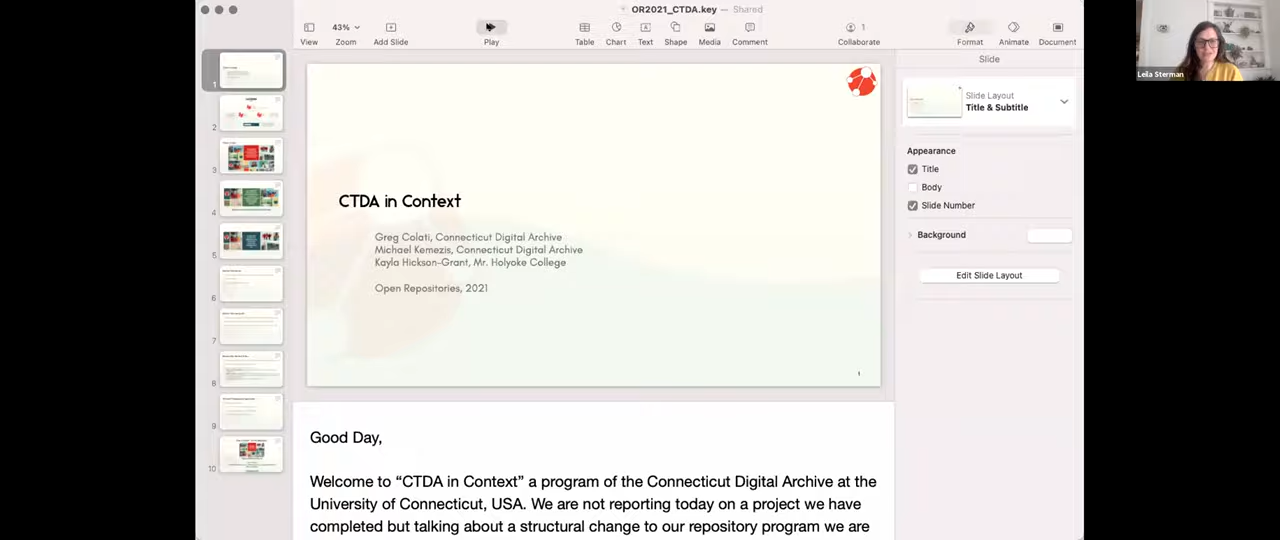 OR2021_CTDA.key — Shared
43%
1
View
Zoom
Add Slide
Play
Table
Chart
Text
Shape
Media
Comment
Collaborate
Format
Animate
Document
Leila Sterman
Slide
Slide Layout
Title & Subtitle
Appearance
Title
Body
Slide Number
Background
Edit Slide Layout
1
2
3
4
5
6
7
8
9
10
CTDA in Context
Greg Colati, Connecticut Digital Archive
Michael Kemezis, Connecticut Digital Archive
Kayla Hickson-Grant, Mr. Holyoke College
Open Repositories, 2021
1
Good Day,
Welcome to “CTDA in Context” a program of the Connecticut Digital Archive at the
University of Connecticut, USA. We are not reporting today on a project we have
completed but talking about a structural change to our repository program we are